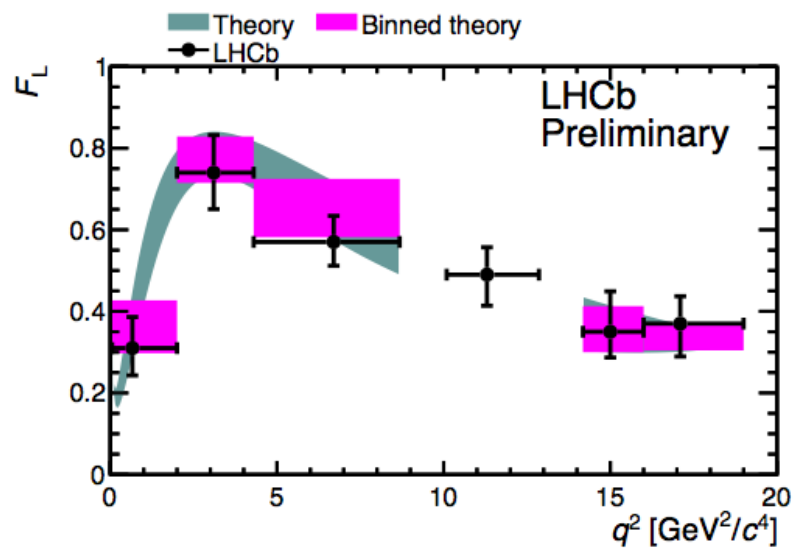 Theory
Binned theory
LHCb
F_L
1
0.8
0.6
0.4
0.2
0
LHCb
Preliminary
0
5
10
15
20
q² [GeV²/c⁴]